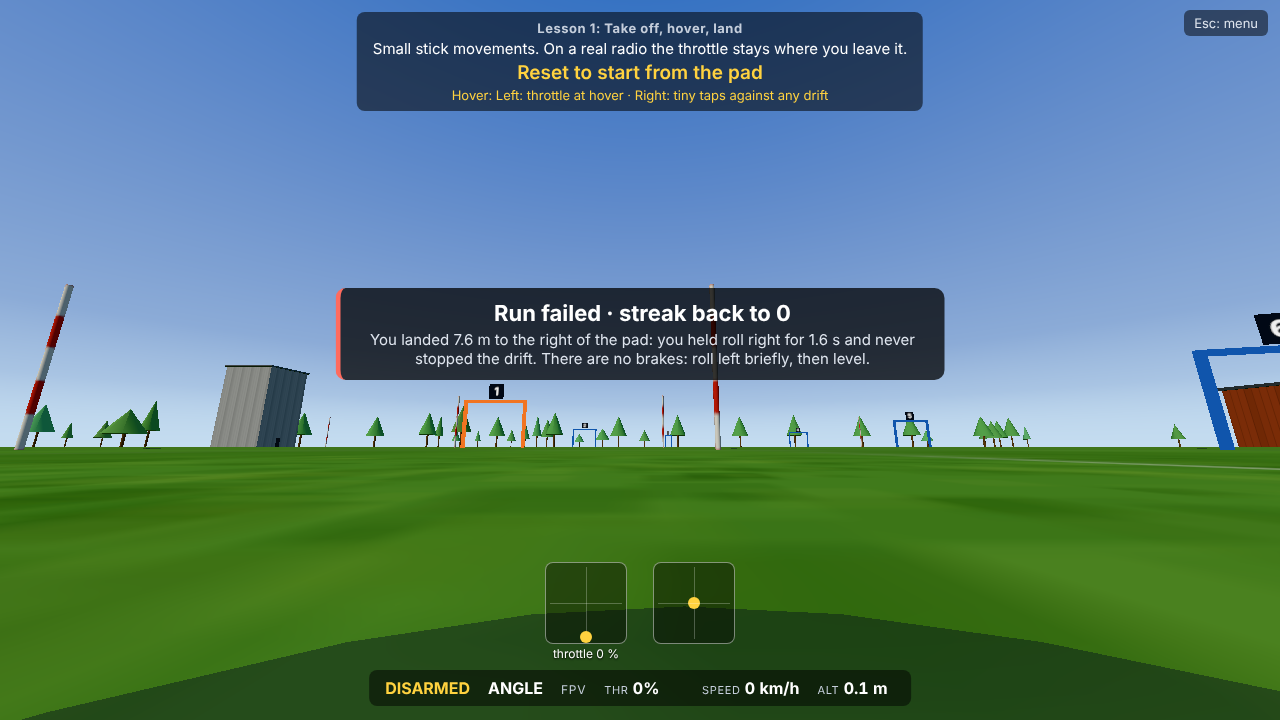 Lesson 1: Take off, hover, land
Esc: menu
Small stick movements. On a real radio the throttle stays where you leave it.
Reset to start from the pad
Hover: Left: throttle at hover · Right: tiny taps against any drift
Run failed · streak back to 0
You landed 7.6 m to the right of the pad: you held roll right for 1.6 s and never
stopped the drift. There are no brakes: roll left briefly, then level.
1
throttle 0 %
DISARMED ANGLE FPV THR 0% SPEED 0 km/h ALT 0.1 m